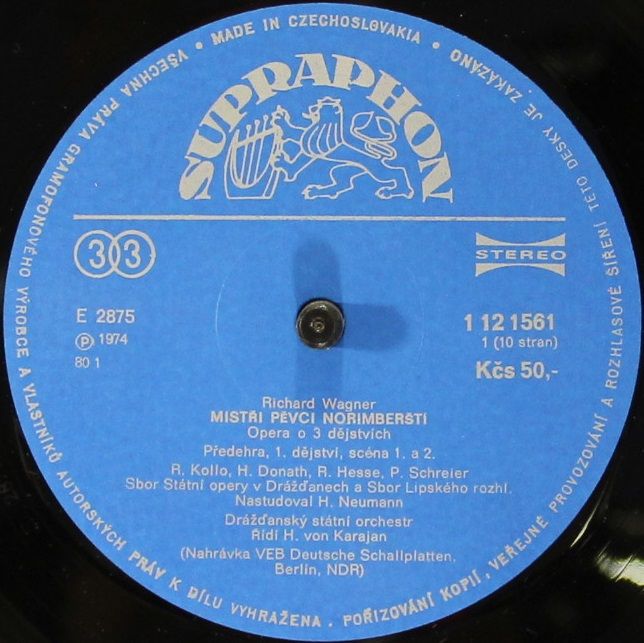 VŠECHNA PRÁVA GRAMOFONOVÉHO VÝROBCE A VLASTNÍKŮ AUTORSKÝCH PRÁV K DÍLU VYHRAŽENA . POŘIZOVÁNÍ KOPIÍ, VEŘEJNÉ PROVOZOVÁNÍ A ROZHLASOVÉ ŠÍŘENÍ TÉTO DESKY JE ZAKÁZÁNO
• MADE IN CZECHOSLOVAKIA •
SUPRAPHON
33
STEREO
E 2875
Ⓟ 1974
80 1
1 12 1561
1 (10 stran)
Kčs 50,-
Richard Wagner
MISTŘI PĚVCI NORIMBERŠTÍ
Opera o 3 dějstvích
Předehra, 1. dějství, scéna 1. a 2.
R. Kollo, H. Donath, R. Hesse, P. Schreier
Sbor Státní opery v Drážďanech a Sbor Lipského rozhl.
Nastudoval H. Neumann
Drážďanský státní orchestr
Řídí H. von Karajan
(Nahrávka VEB Deutsche Schallplatten,
Berlin, NDR)